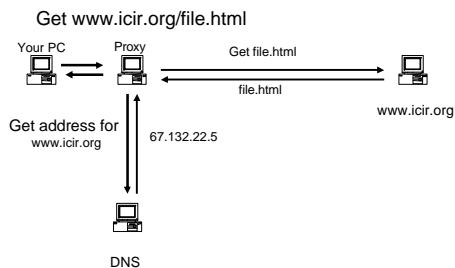 Get www.icir.org/file.html
Your PC
Proxy
Get file.html
file.html
www.icir.org
Get address for
www.icir.org
67.132.22.5
DNS